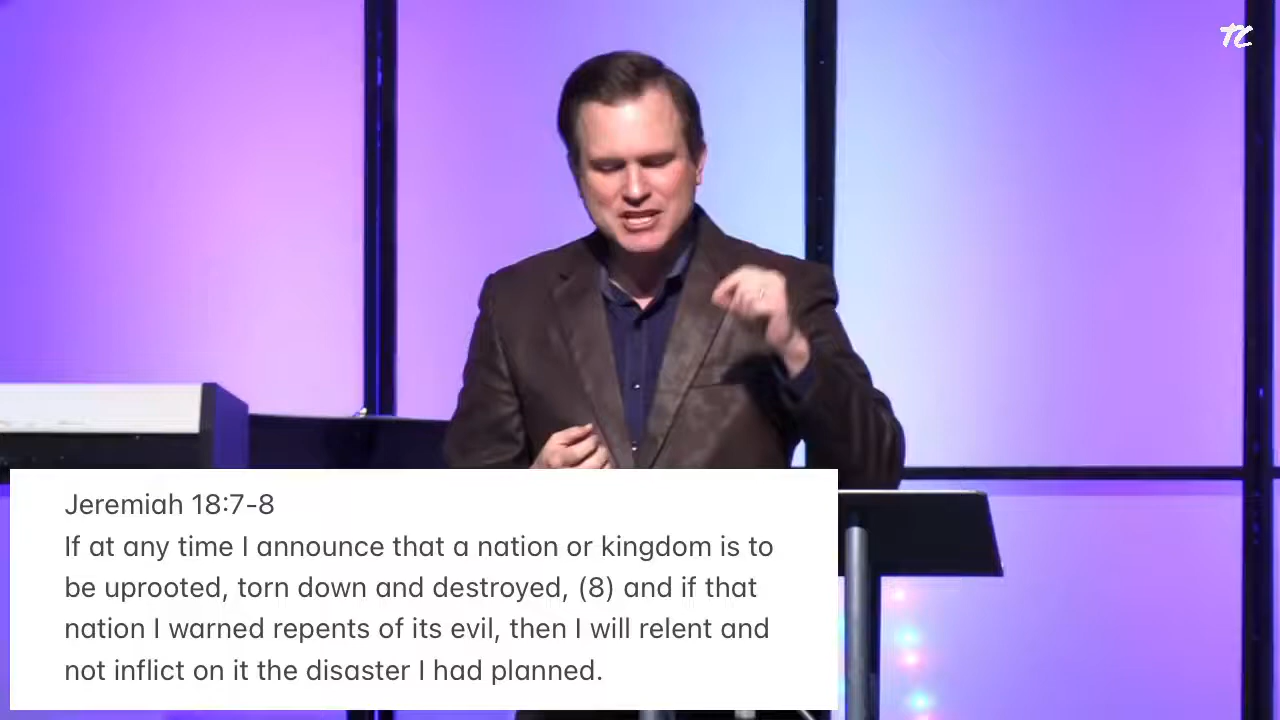 TC
Jeremiah 18:7-8
If at any time I announce that a nation or kingdom is to
be uprooted, torn down and destroyed, (8) and if that
nation I warned repents of its evil, then I will relent and
not inflict on it the disaster I had planned.